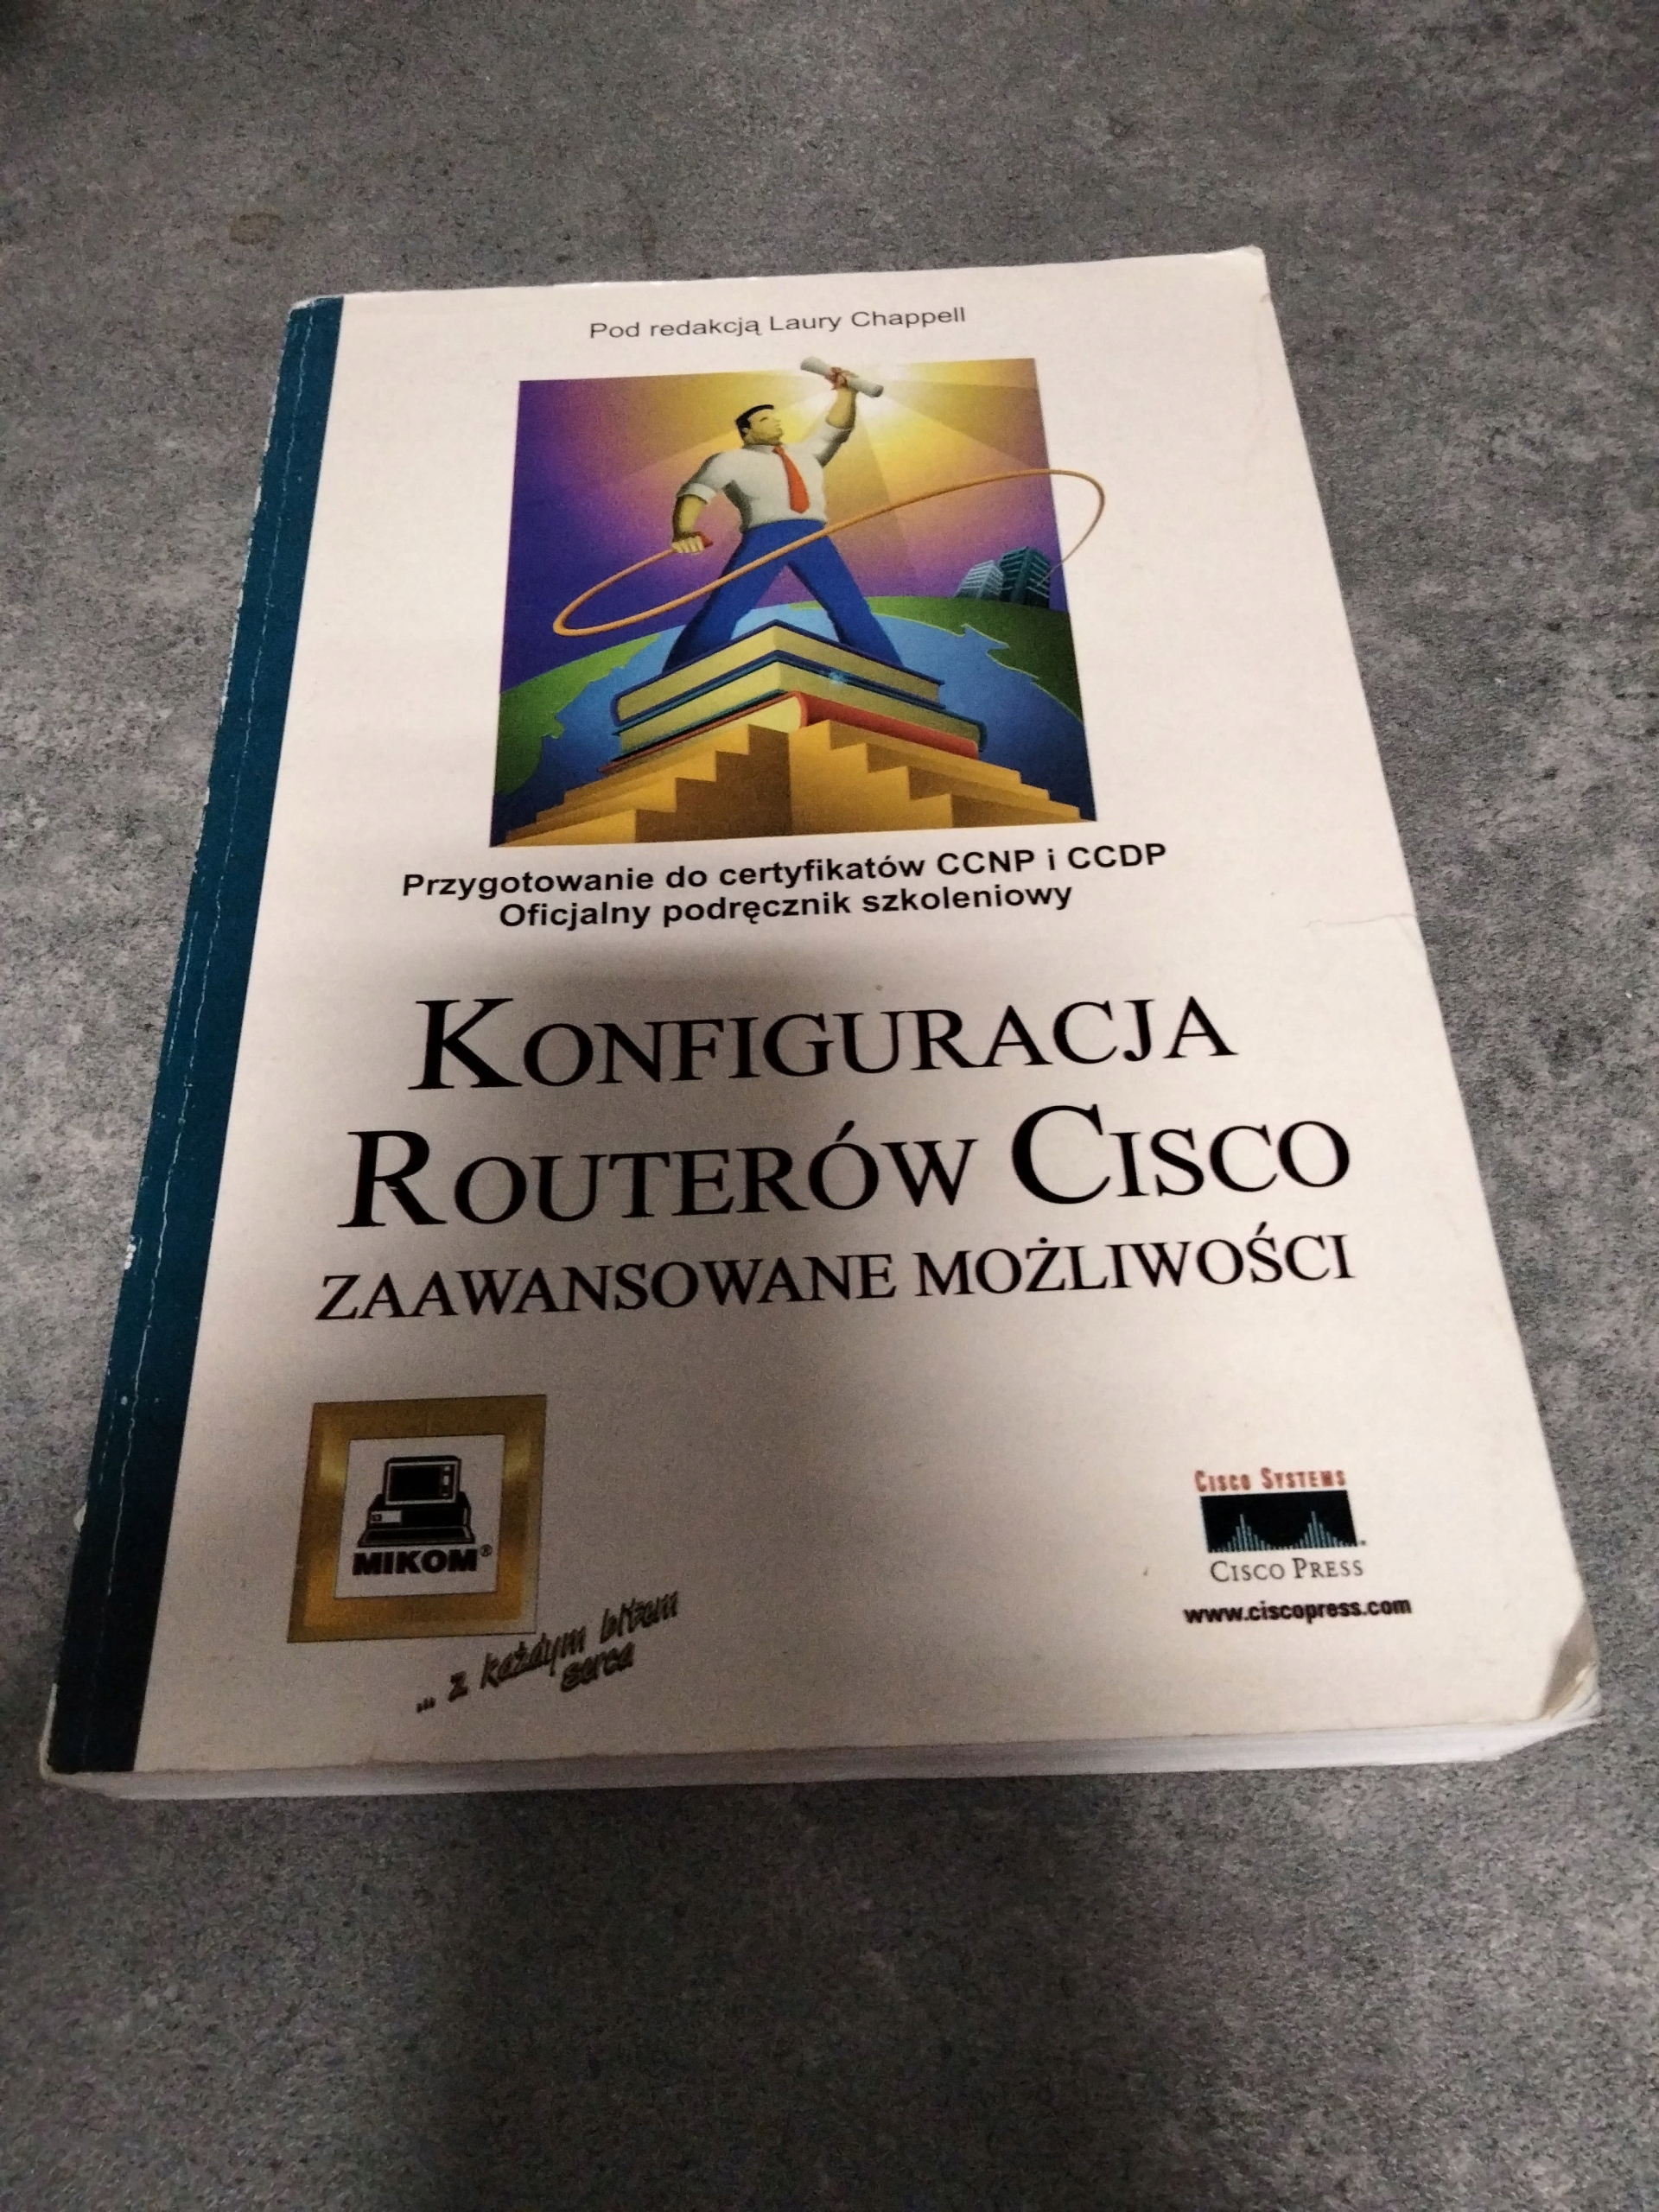 Pod redakcją Laury Chappell
Przygotowanie do certyfikatów CCNP i CCDP
Oficjalny podręcznik szkoleniowy
KONFIGURACJA
ROUTERÓW CISCO
ZAAWANSOWANE MOŻLIWOŚCI
MIKOM®
... z każdym bitem
serca
CISCO SYSTEMS
CISCO PRESS
www.ciscopress.com